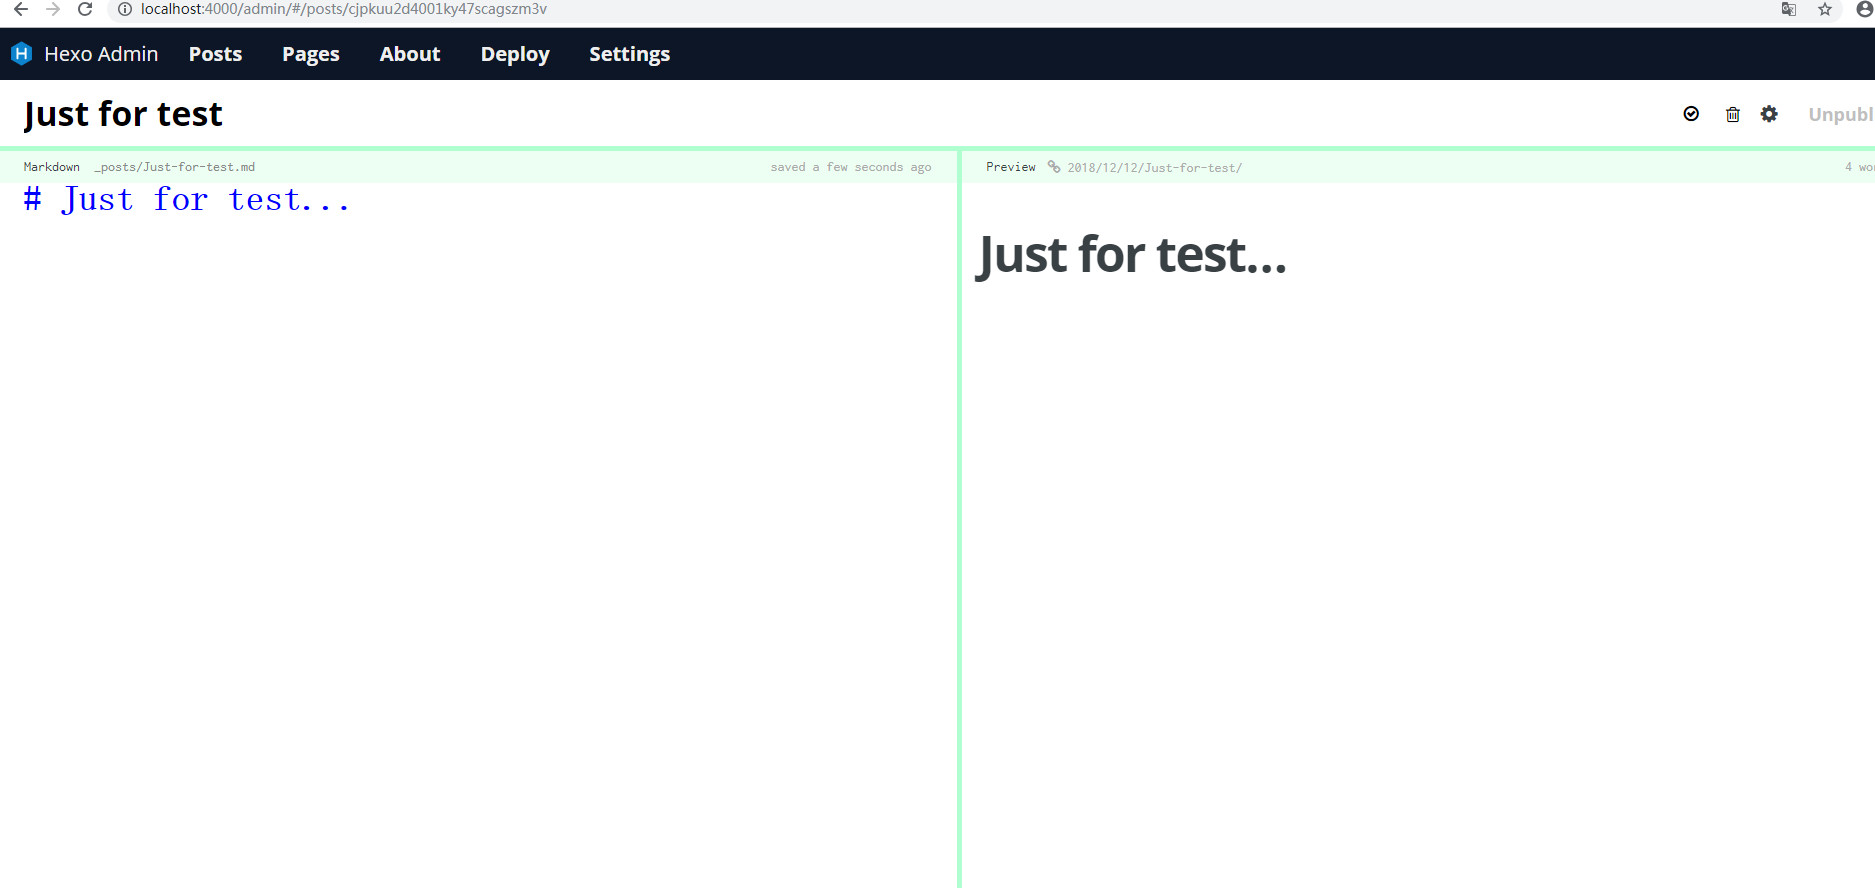 localhost:4000/admin/#/posts/cjpkuu2d4001ky47scagszm3v
Hexo Admin Posts Pages About Deploy Settings
Just for test
Unpubl
Markdown _posts/Just-for-test.md saved a few seconds ago
# Just for test...
Preview 2018/12/12/Just-for-test/ 4 wo
Just for test...